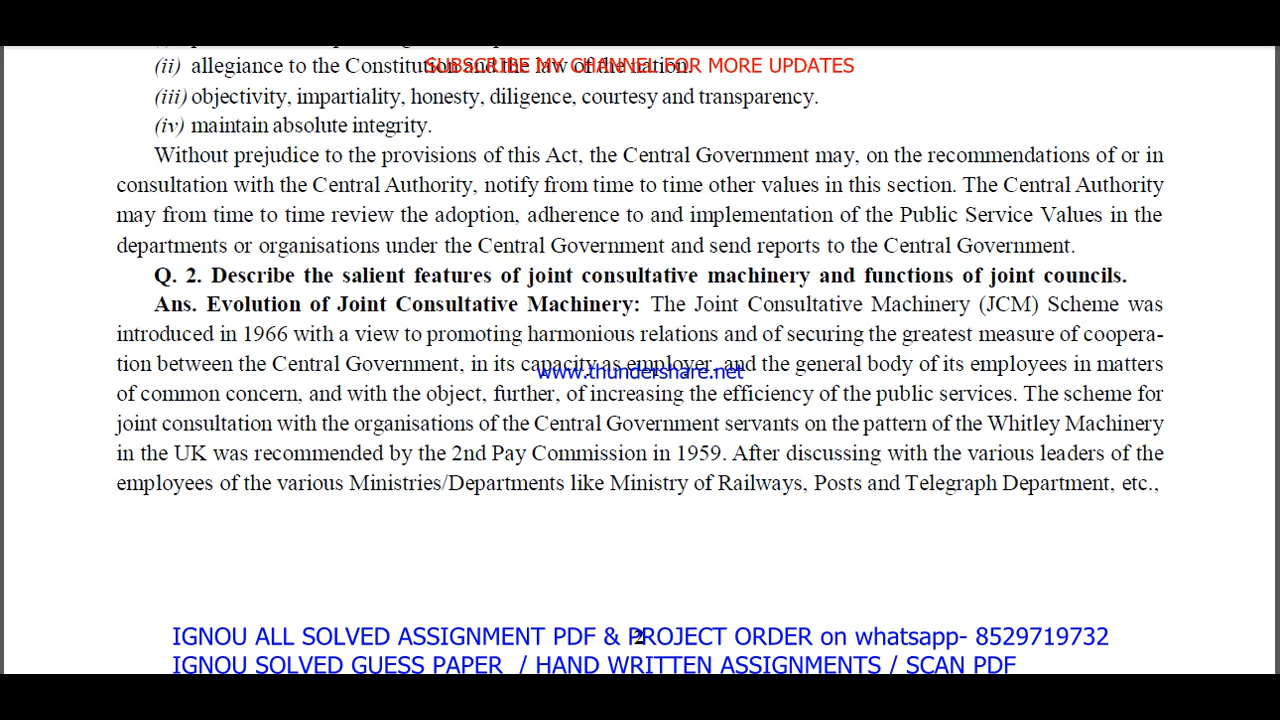 (ii) allegiance to the Constitution and the law of the nation.
SUBSCRIBE MY CHANNEL FOR MORE UPDATES
(iii) objectivity, impartiality, honesty, diligence, courtesy and transparency.
(iv) maintain absolute integrity.
Without prejudice to the provisions of this Act, the Central Government may, on the recommendations of or in
consultation with the Central Authority, notify from time to time other values in this section. The Central Authority
may from time to time review the adoption, adherence to and implementation of the Public Service Values in the
departments or organisations under the Central Government and send reports to the Central Government.
Q. 2. Describe the salient features of joint consultative machinery and functions of joint councils.
Ans. Evolution of Joint Consultative Machinery: The Joint Consultative Machinery (JCM) Scheme was
introduced in 1966 with a view to promoting harmonious relations and of securing the greatest measure of coopera-
tion between the Central Government, in its capacity as employer, and the general body of its employees in matters
www.thundershare.net
of common concern, and with the object, further, of increasing the efficiency of the public services. The scheme for
joint consultation with the organisations of the Central Government servants on the pattern of the Whitley Machinery
in the UK was recommended by the 2nd Pay Commission in 1959. After discussing with the various leaders of the
employees of the various Ministries/Departments like Ministry of Railways, Posts and Telegraph Department, etc.,
2
IGNOU ALL SOLVED ASSIGNMENT PDF & PROJECT ORDER on whatsapp- 8529719732
IGNOU SOLVED GUESS PAPER / HAND WRITTEN ASSIGNMENTS / SCAN PDF